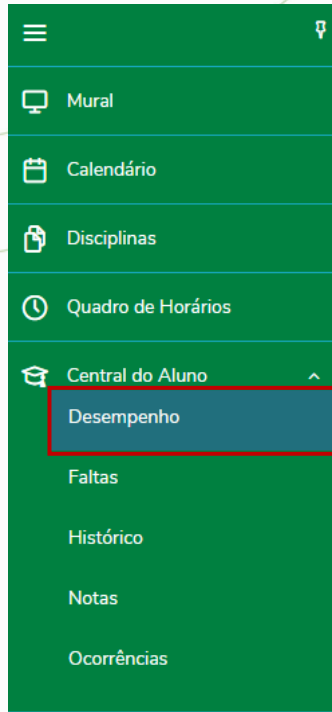 Mural
Calendário
Disciplinas
Quadro de Horários
Central do Aluno
Desempenho
Faltas
Histórico
Notas
Ocorrências